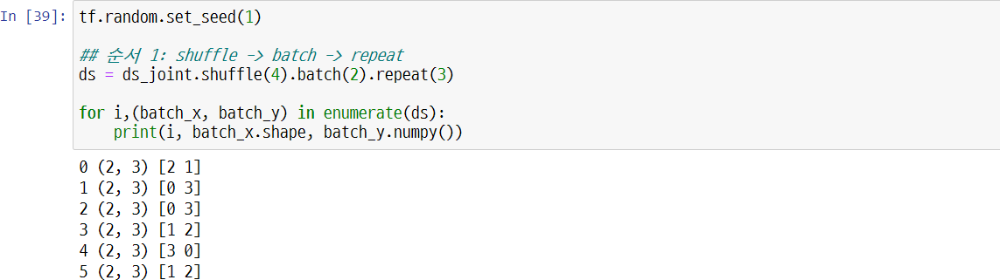 In [39]: tf.random.set_seed(1)
## 순서 1: shuffle -> batch -> repeat
ds = ds_joint.shuffle(4).batch(2).repeat(3)
for i,(batch_x, batch_y) in enumerate(ds):
    print(i, batch_x.shape, batch_y.numpy())
0 (2, 3) [2 1]
1 (2, 3) [0 3]
2 (2, 3) [0 3]
3 (2, 3) [1 2]
4 (2, 3) [3 0]
5 (2, 3) [1 2]